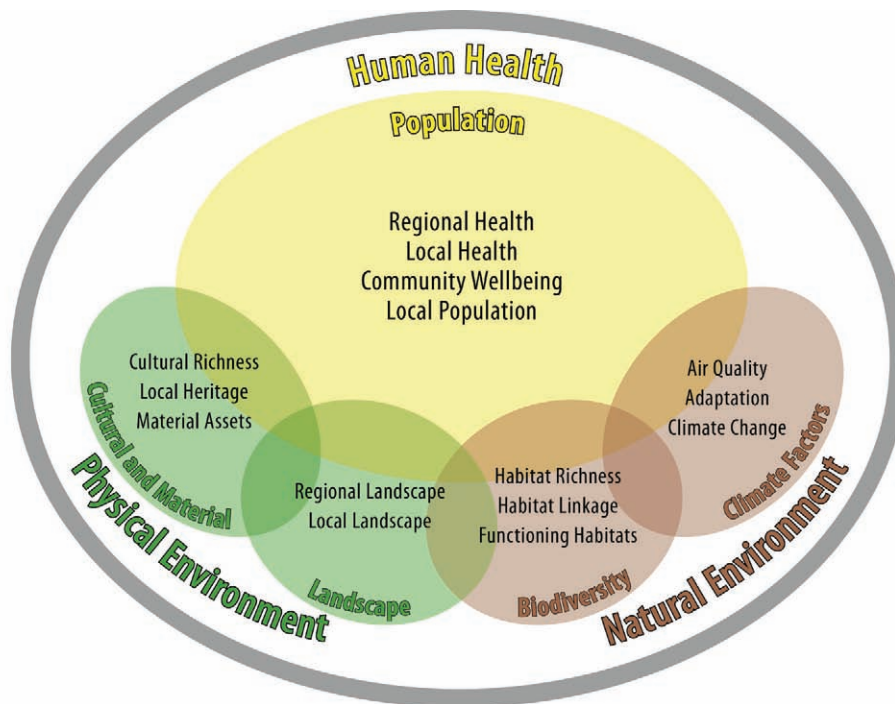 Human Health
Population
Regional Health
Local Health
Community Wellbeing
Local Population
Cultural Richness
Local Heritage
Material Assets
Cultural and Material
Physical Environment
Regional Landscape
Local Landscape
Landscape
Habitat Richness
Habitat Linkage
Functioning Habitats
Biodiversity
Air Quality
Adaptation
Climate Change
Climate Factors
Natural Environment